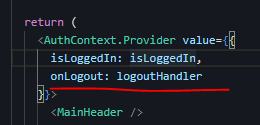 return (
<AuthContext.Provider value={{
isLoggedIn: isLoggedIn,
onLogout: logoutHandler
}}>
<MainHeader />